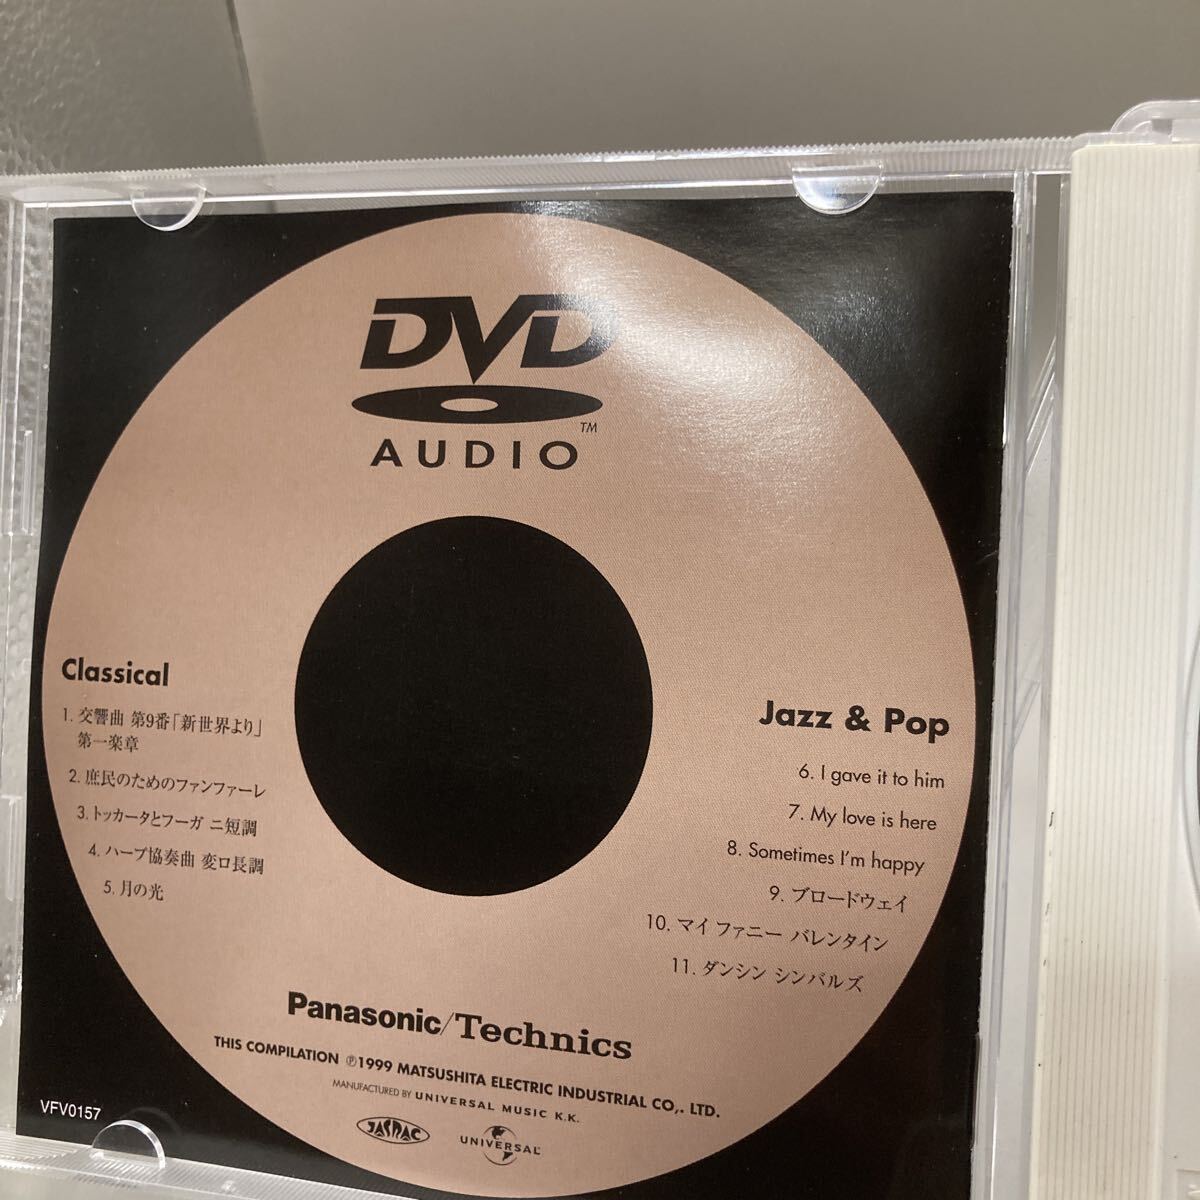 DVD
AUDIO™
Classical
1. 交響曲 第9番「新世界より」
第一楽章
2. 庶民のためのファンファーレ
3. トッカータとフーガ ニ短調
4. ハープ協奏曲 変ロ長調
5. 月の光
Jazz & Pop
6. I gave it to him
7. My love is here
8. Sometimes I'm happy
9. ブロードウェイ
10. マイ ファニー バレンタイン
11. ダンシン シンバルズ
Panasonic/Technics
THIS COMPILATION ℗1999 MATSUSHITA ELECTRIC INDUSTRIAL CO,. LTD.
MANUFACTURED BY UNIVERSAL MUSIC K.K.
JASRAC
UNIVERSAL
VFV0157